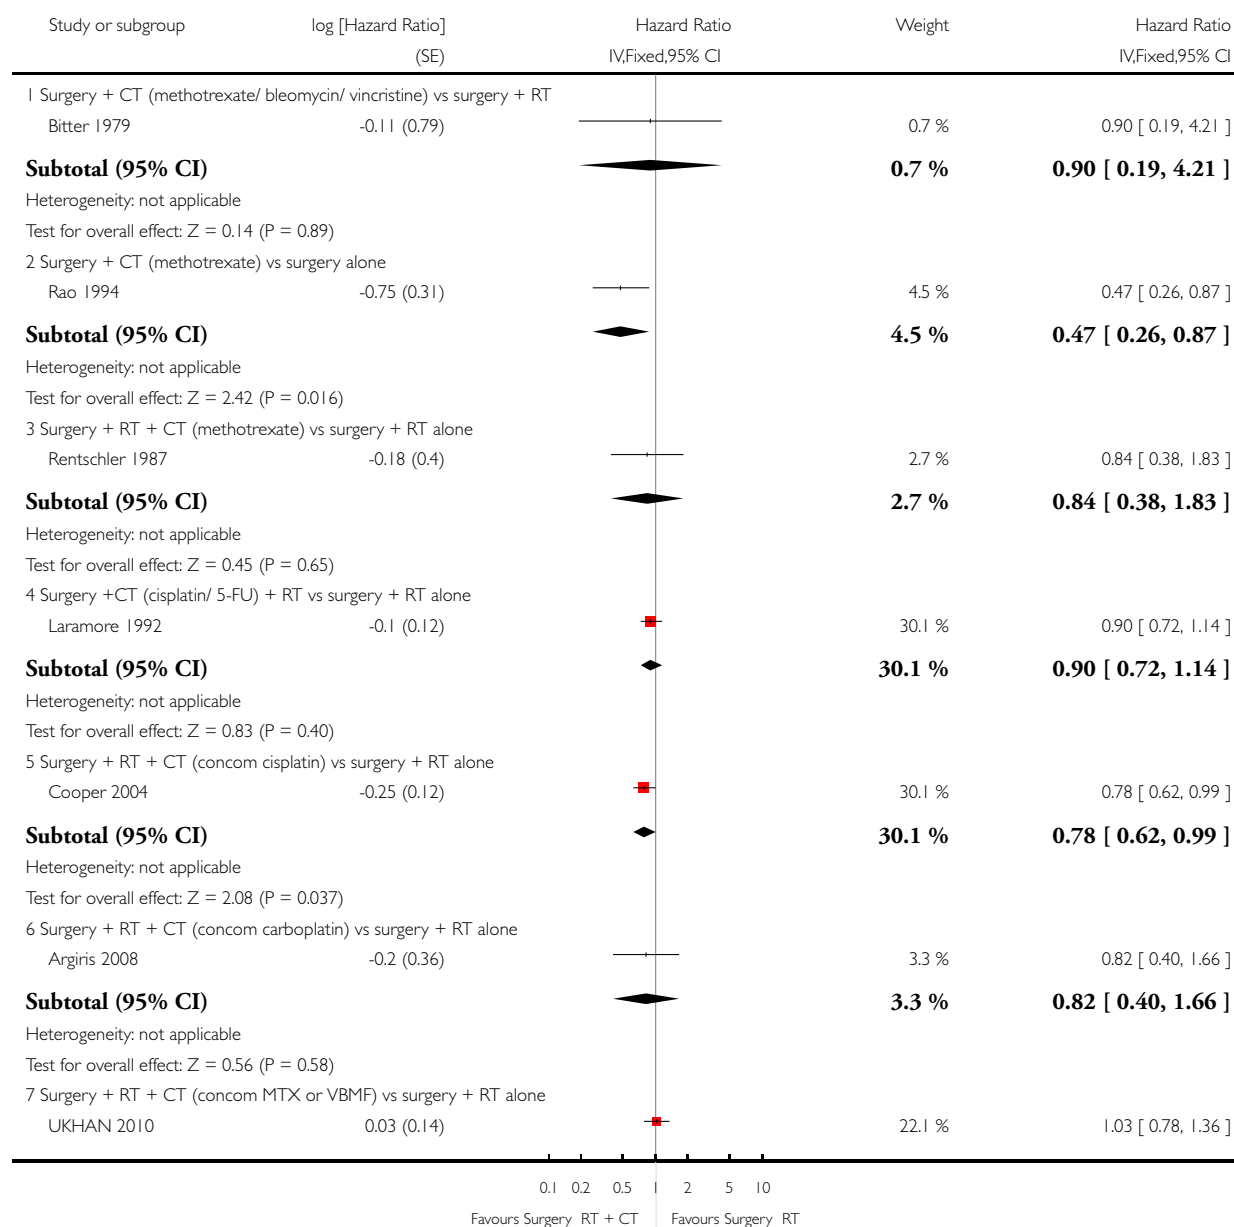 Study or subgroup log [Hazard Ratio] Hazard Ratio Weight Hazard Ratio
(SE) IV,Fixed,95% CI IV,Fixed,95% CI
1 Surgery + CT (methotrexate/ bleomycin/ vincristine) vs surgery + RT
Bitter 1979 -0.11 (0.79) 0.7 % 0.90 [ 0.19, 4.21 ]
Subtotal (95% CI) 0.7 % 0.90 [ 0.19, 4.21 ]
Heterogeneity: not applicable
Test for overall effect: Z = 0.14 (P = 0.89)
2 Surgery + CT (methotrexate) vs surgery alone
Rao 1994 -0.75 (0.31) 4.5 % 0.47 [ 0.26, 0.87 ]
Subtotal (95% CI) 4.5 % 0.47 [ 0.26, 0.87 ]
Heterogeneity: not applicable
Test for overall effect: Z = 2.42 (P = 0.016)
3 Surgery + RT + CT (methotrexate) vs surgery + RT alone
Rentschler 1987 -0.18 (0.4) 2.7 % 0.84 [ 0.38, 1.83 ]
Subtotal (95% CI) 2.7 % 0.84 [ 0.38, 1.83 ]
Heterogeneity: not applicable
Test for overall effect: Z = 0.45 (P = 0.65)
4 Surgery +CT (cisplatin/ 5-FU) + RT vs surgery + RT alone
Laramore 1992 -0.1 (0.12) 30.1 % 0.90 [ 0.72, 1.14 ]
Subtotal (95% CI) 30.1 % 0.90 [ 0.72, 1.14 ]
Heterogeneity: not applicable
Test for overall effect: Z = 0.83 (P = 0.40)
5 Surgery + RT + CT (concom cisplatin) vs surgery + RT alone
Cooper 2004 -0.25 (0.12) 30.1 % 0.78 [ 0.62, 0.99 ]
Subtotal (95% CI) 30.1 % 0.78 [ 0.62, 0.99 ]
Heterogeneity: not applicable
Test for overall effect: Z = 2.08 (P = 0.037)
6 Surgery + RT + CT (concom carboplatin) vs surgery + RT alone
Argiris 2008 -0.2 (0.36) 3.3 % 0.82 [ 0.40, 1.66 ]
Subtotal (95% CI) 3.3 % 0.82 [ 0.40, 1.66 ]
Heterogeneity: not applicable
Test for overall effect: Z = 0.56 (P = 0.58)
7 Surgery + RT + CT (concom MTX or VBMF) vs surgery + RT alone
UKHAN 2010 0.03 (0.14) 22.1 % 1.03 [ 0.78, 1.36 ]
0.1 0.2 0.5 1 2 5 10
Favours Surgery RT + CT Favours Surgery RT